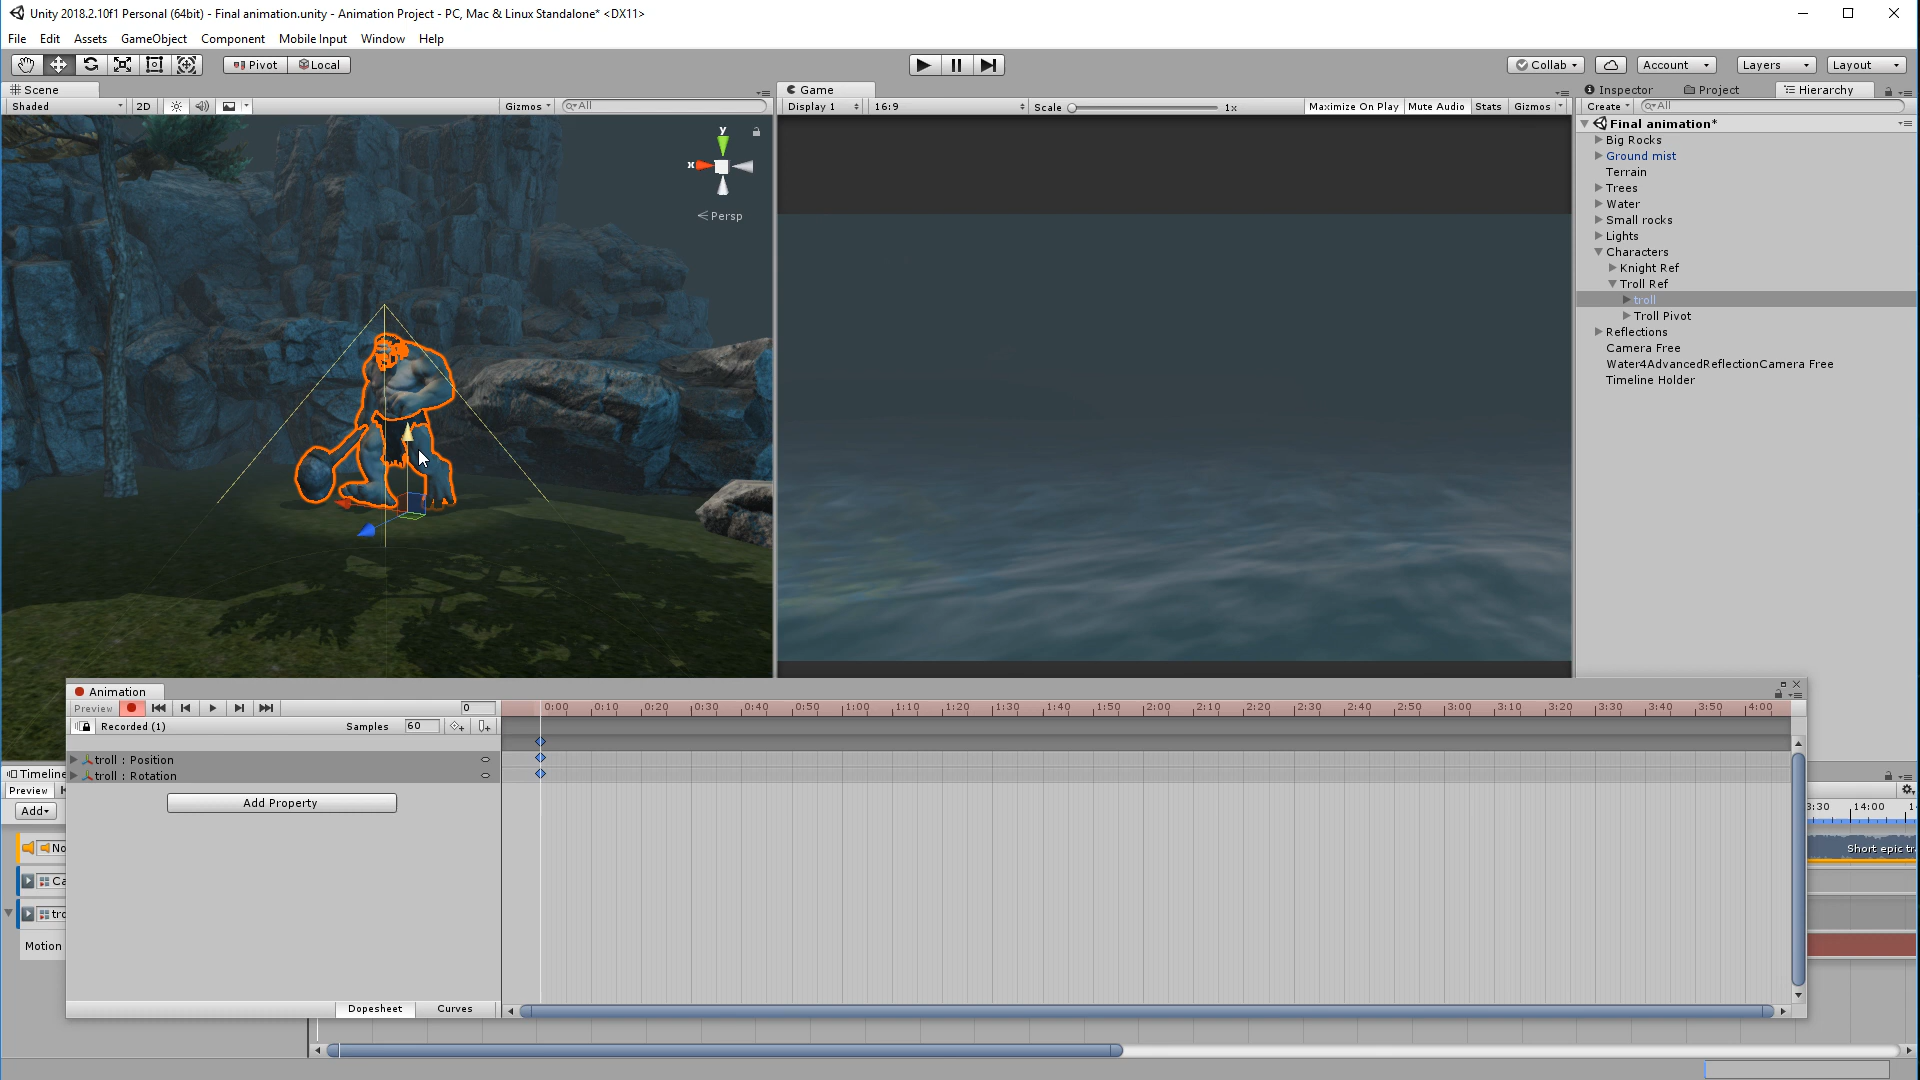 Unity 2018.2.10f1 Personal (64bit) - Final animation.unity - Animation Project - PC, Mac & Linux Standalone* <DX11>
File Edit Assets GameObject Component Mobile Input Window Help
Pivot Local Collab Account Layers Layout
Scene
Shaded 2D Gizmos All
y
x
Persp
Game
Display 1 16:9 Scale 1x Maximize On Play Mute Audio Stats Gizmos
Inspector Project Hierarchy
Create All
Final animation*
Big Rocks
Ground mist
Terrain
Trees
Water
Small rocks
Lights
Characters
Knight Ref
Troll Ref
troll
Troll Pivot
Reflections
Camera Free
Water4AdvancedReflectionCamera Free
Timeline Holder
Animation
Preview 0
0:00 0:10 0:20 0:30 0:40 0:50 1:00 1:10 1:20 1:30 1:40 1:50 2:00 2:10 2:20 2:30 2:40 2:50 3:00 3:10 3:20 3:30 3:40 3:50 4:00
Recorded (1) Samples 60
troll : Position
troll : Rotation
Add Property
Dopesheet Curves
Timeline
Preview
Add
3:30 14:00
No
Short epic tr
Ca
tro
Motion